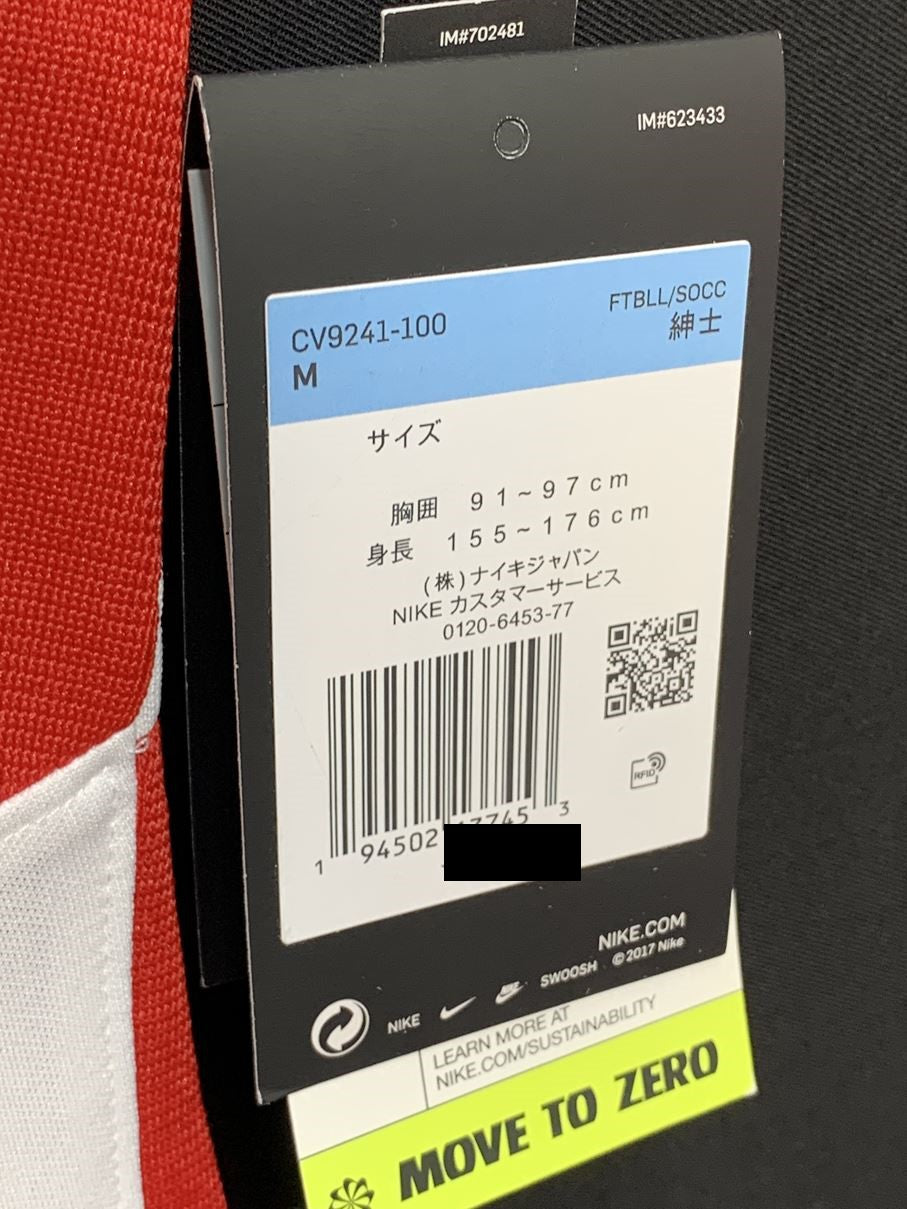 IM#702481
IM#623433
CV9241-100
FTBLL/SOCC
M
紳士
サイズ
胸囲 91~97cm
身長 155~176cm
(株)ナイキジャパン
NIKE カスタマーサービス
0120-6453-77
RFID
1 94502 3
NIKE.COM
NIKE SWOOSH ©2017 Nike
LEARN MORE AT
NIKE.COM/SUSTAINABILITY
MOVE TO ZERO